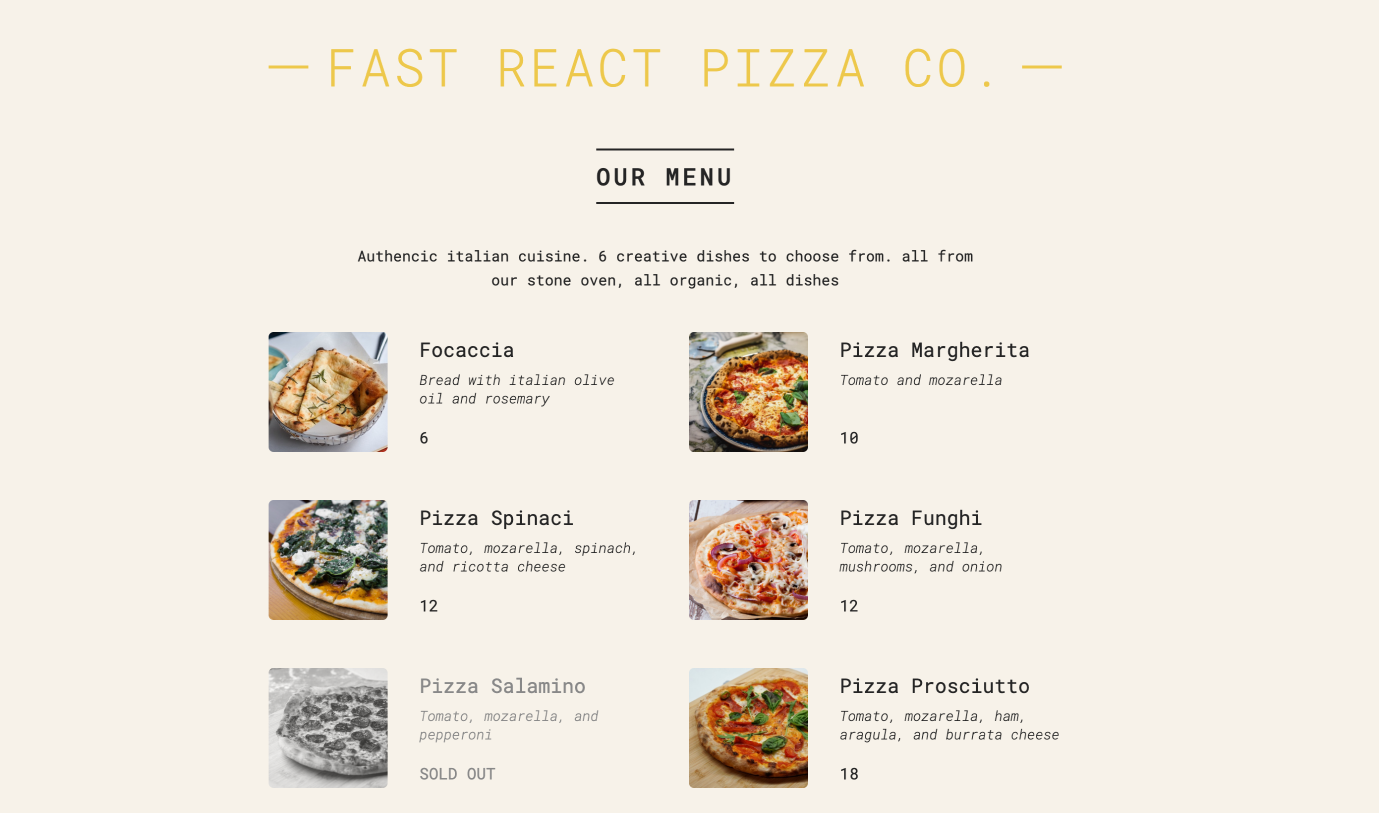 — FAST REACT PIZZA CO. —
OUR MENU
Authencic italian cuisine. 6 creative dishes to choose from. all from
our stone oven, all organic, all dishes
Focaccia
Bread with italian olive
oil and rosemary
6
Pizza Margherita
Tomato and mozarella
10
Pizza Spinaci
Tomato, mozarella, spinach,
and ricotta cheese
12
Pizza Funghi
Tomato, mozarella,
mushrooms, and onion
12
Pizza Salamino
Tomato, mozarella, and
pepperoni
SOLD OUT
Pizza Prosciutto
Tomato, mozarella, ham,
aragula, and burrata cheese
18